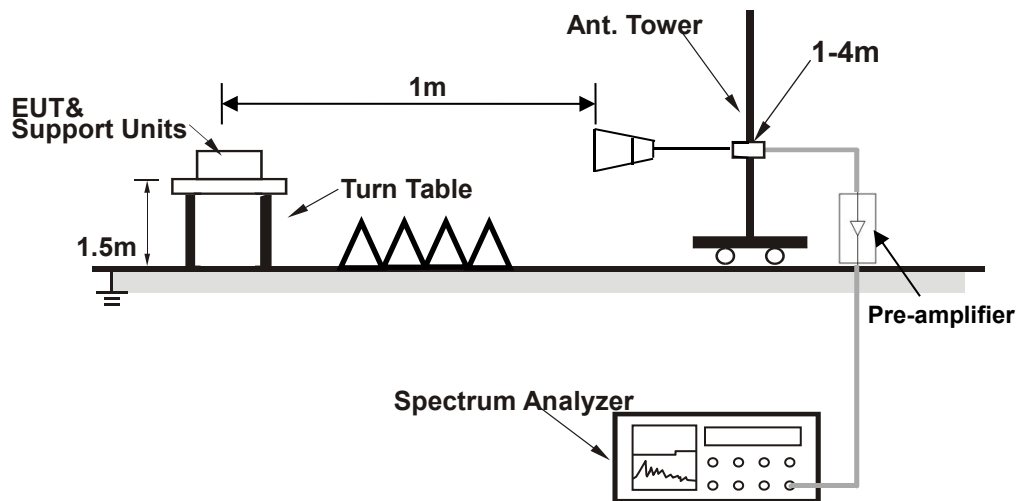 Ant. Tower
1-4m
1m
EUT&
Support Units
Turn Table
1.5m
Pre-amplifier
Spectrum Analyzer